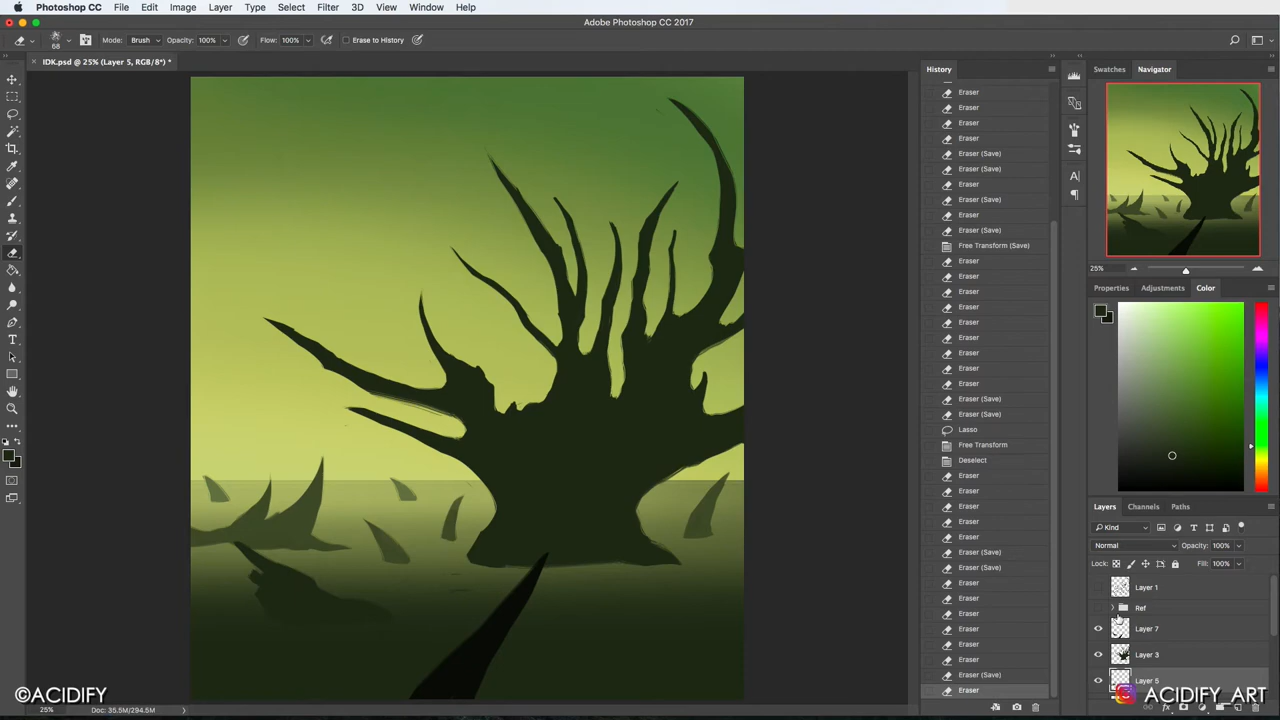 Photoshop CC File Edit Image Layer Type Select Filter 3D View Window Help
Adobe Photoshop CC 2017
68 Mode: Brush Opacity: 100% Flow: 100% Erase to History
× IDK.psd @ 25% (Layer 5, RGB/8*) *
History
Eraser
Eraser
Eraser
Eraser
Eraser (Save)
Eraser (Save)
Eraser
Eraser (Save)
Eraser
Eraser (Save)
Free Transform (Save)
Eraser
Eraser
Eraser
Eraser
Eraser
Eraser
Eraser
Eraser
Eraser
Eraser (Save)
Eraser (Save)
Lasso
Free Transform
Deselect
Eraser
Eraser
Eraser
Eraser
Eraser
Eraser (Save)
Eraser (Save)
Eraser
Eraser
Eraser
Eraser
Eraser
Eraser
Eraser (Save)
Eraser
Swatches Navigator
25%
Properties Adjustments Color
Layers Channels Paths
Kind
Normal Opacity: 100%
Lock: Fill: 100%
Layer 1
Ref
Layer 7
Layer 3
Layer 5
©ACIDIFY
ACIDIFY_ART
25% Doc: 35.5M/294.5M